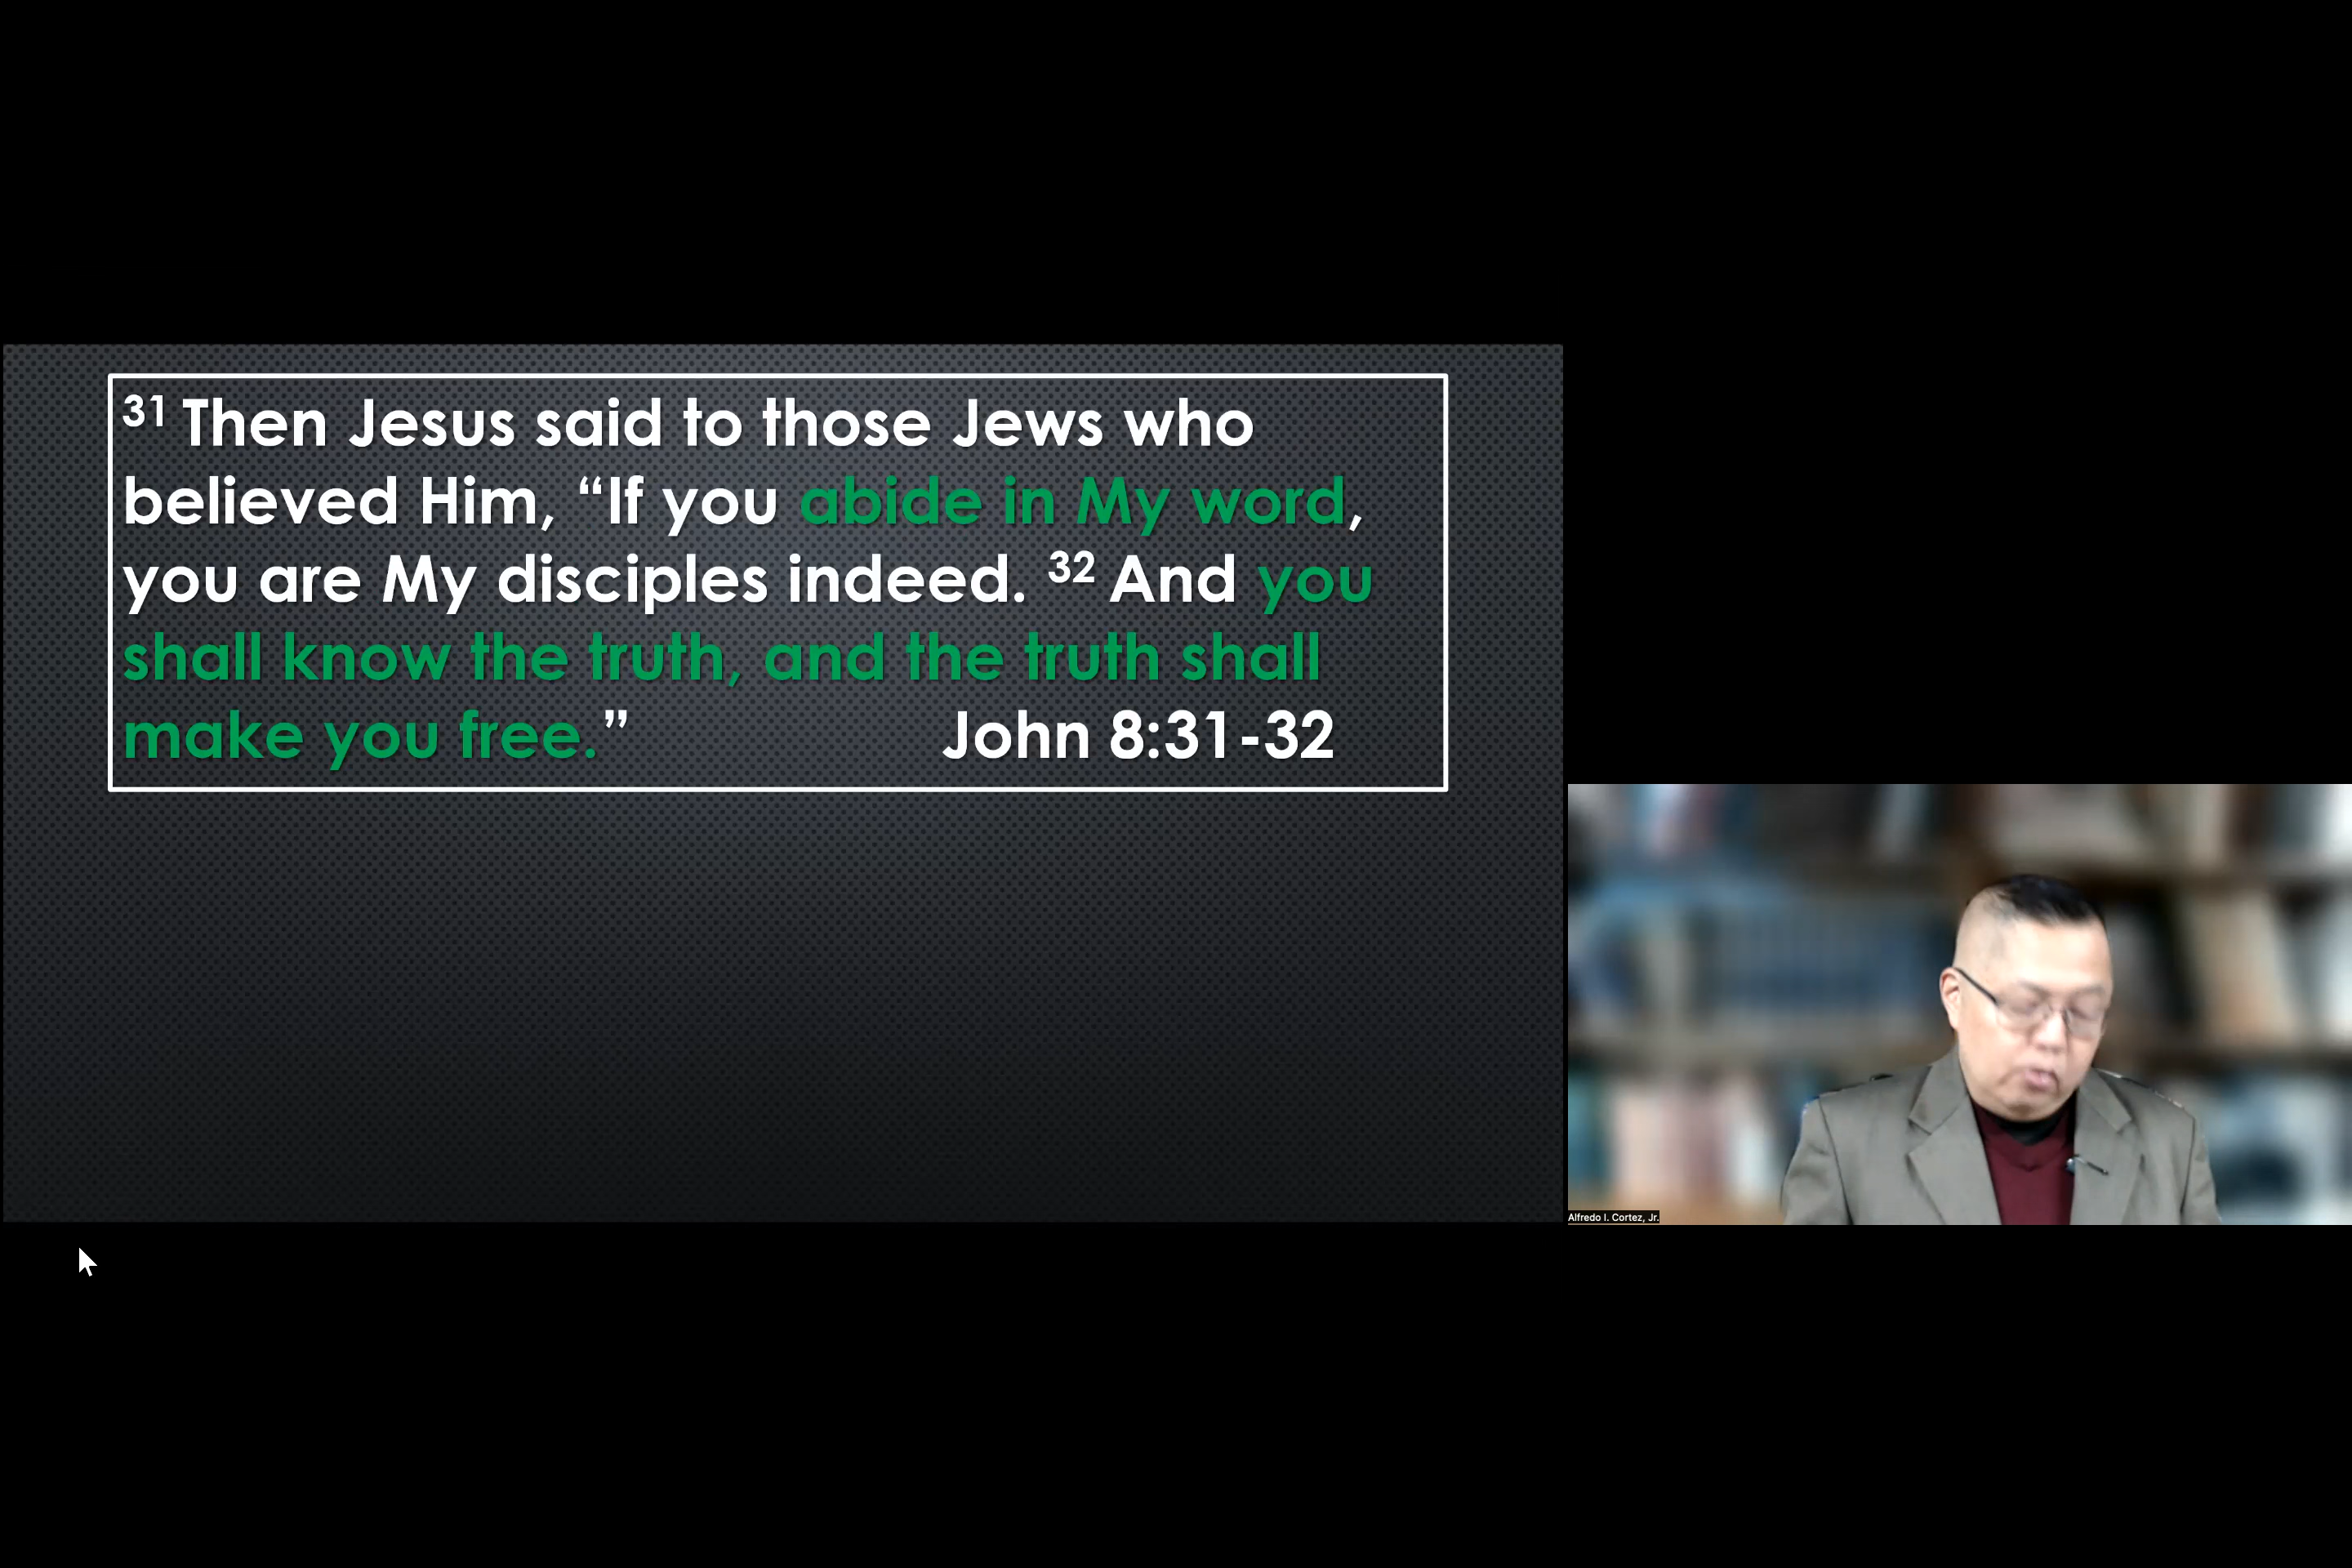 31 Then Jesus said to those Jews who
believed Him, “If you abide in My word,
you are My disciples indeed. 32 And you
shall know the truth, and the truth shall
make you free.” John 8:31-32
Alfredo I. Cortez, Jr.